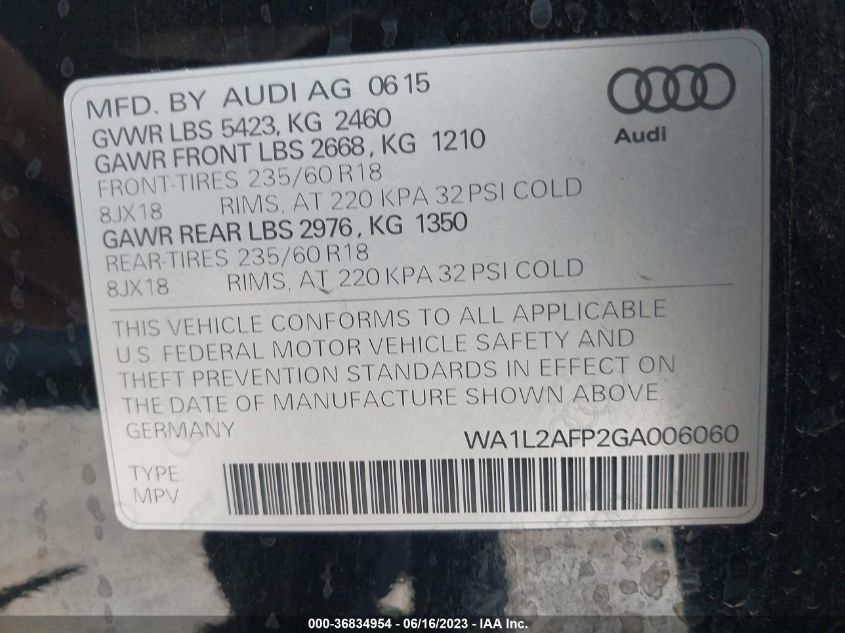 MFD. BY AUDI AG 06 15
GVWR LBS 5423, KG 2460
GAWR FRONT LBS 2668, KG 1210
FRONT-TIRES 235/60 R18
8JX18 RIMS, AT 220 KPA 32 PSI COLD
GAWR REAR LBS 2976, KG 1350
REAR-TIRES 235/60 R18
8JX18 RIMS, AT 220 KPA 32 PSI COLD
Audi
THIS VEHICLE CONFORMS TO ALL APPLICABLE
U.S. FEDERAL MOTOR VEHICLE SAFETY AND
THEFT PREVENTION STANDARDS IN EFFECT ON
THE DATE OF MANUFACTURE SHOWN ABOVE.
GERMANY
WA1L2AFP2GA006060
TYPE
MPV
000-36834954 - 06/16/2023 - IAA Inc.